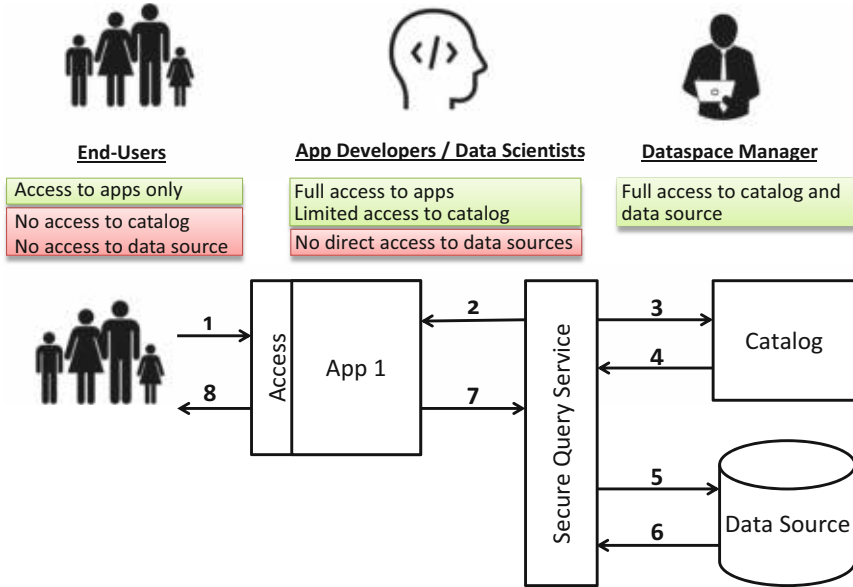 </>
End-Users
App Developers / Data Scientists
Dataspace Manager
Access to apps only
No access to catalog
No access to data source
Full access to apps
Limited access to catalog
No direct access to data sources
Full access to catalog and
data source
1
8
Access
App 1
2
7
Secure Query Service
3
4
Catalog
5
6
Data Source